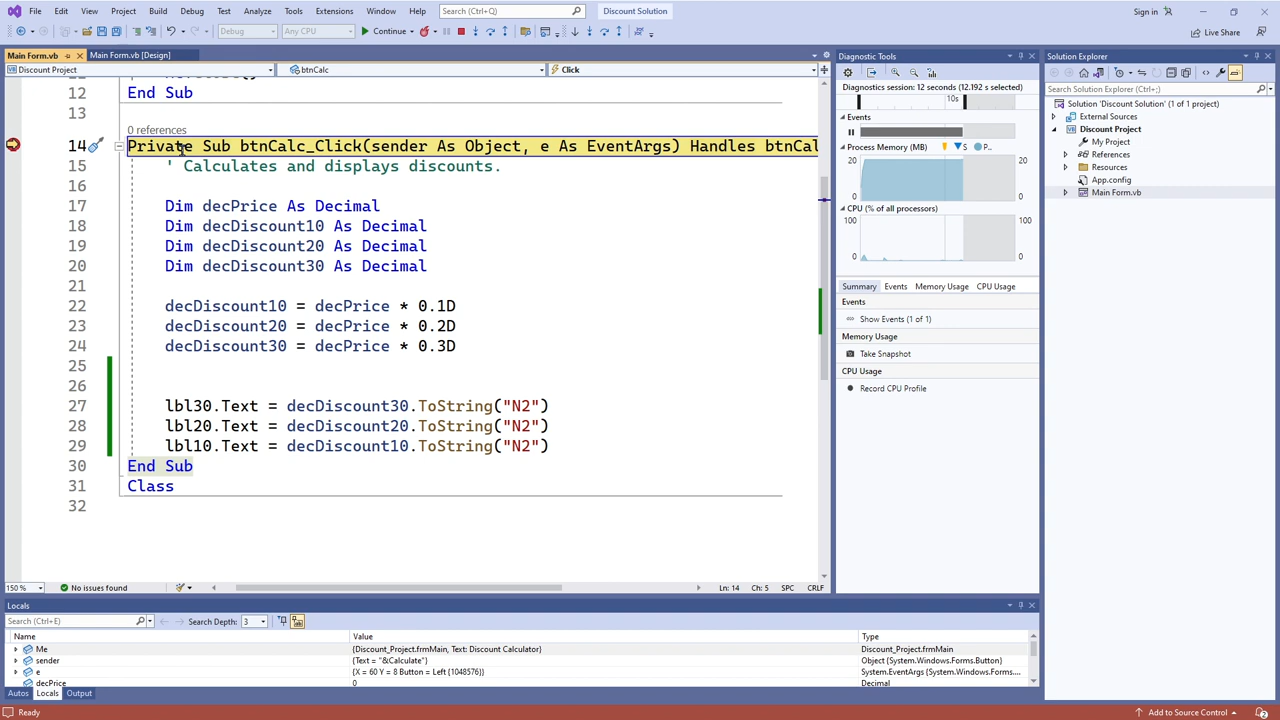 File Edit View Project Build Debug Test Analyze Tools Extensions Window Help Search (Ctrl+Q) Discount Solution Sign in
Debug Any CPU Continue Live Share
Main Form.vb Main Form.vb [Design]
Discount Project btnCalc Click
12 End Sub
13
0 references
14 Private Sub btnCalc_Click(sender As Object, e As EventArgs) Handles btnCal
15 ' Calculates and displays discounts.
16
17 Dim decPrice As Decimal
18 Dim decDiscount10 As Decimal
19 Dim decDiscount20 As Decimal
20 Dim decDiscount30 As Decimal
21
22 decDiscount10 = decPrice * 0.1D
23 decDiscount20 = decPrice * 0.2D
24 decDiscount30 = decPrice * 0.3D
25
26
27 lbl30.Text = decDiscount30.ToString("N2")
28 lbl20.Text = decDiscount20.ToString("N2")
29 lbl10.Text = decDiscount10.ToString("N2")
30 End Sub
31 Class
32
150 % No issues found Ln: 14 Ch: 5 SPC CRLF
Diagnostic Tools
Diagnostics session: 12 seconds (12.192 s selected)
10s
Events
Process Memory (MB) S P...
20 20
0 0
CPU (% of all processors)
100 100
0 0
Summary Events Memory Usage CPU Usage
Events
Show Events (1 of 1)
Memory Usage
Take Snapshot
CPU Usage
Record CPU Profile
Solution Explorer
Search Solution Explorer (Ctrl+;)
Solution 'Discount Solution' (1 of 1 project)
External Sources
Discount Project
My Project
References
Resources
App.config
Main Form.vb
Locals
Search (Ctrl+E) Search Depth: 3
Name Value Type
Me {Discount_Project.frmMain, Text: Discount Calculator} Discount_Project.frmMain
sender {Text = "&Calculate"} Object {System.Windows.Forms.Button}
e {X = 60 Y = 8 Button = Left {1048576}} System.EventArgs {System.Windows.Forms....
decPrice 0 Decimal
Autos Locals Output
Ready Add to Source Control 2